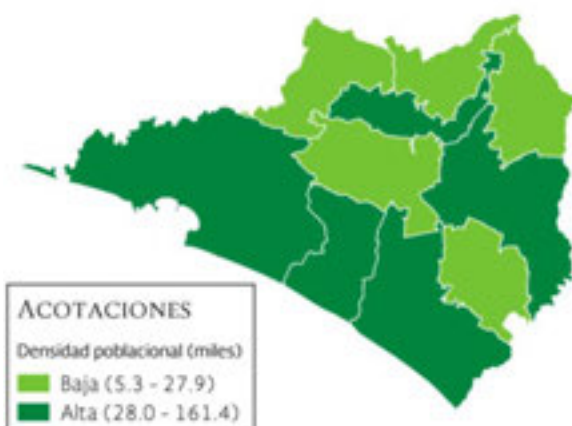 ACOTACIONES
Densidad poblacional (miles)
Baja (5.3 - 27.9)
Alta (28.0 - 161.4)